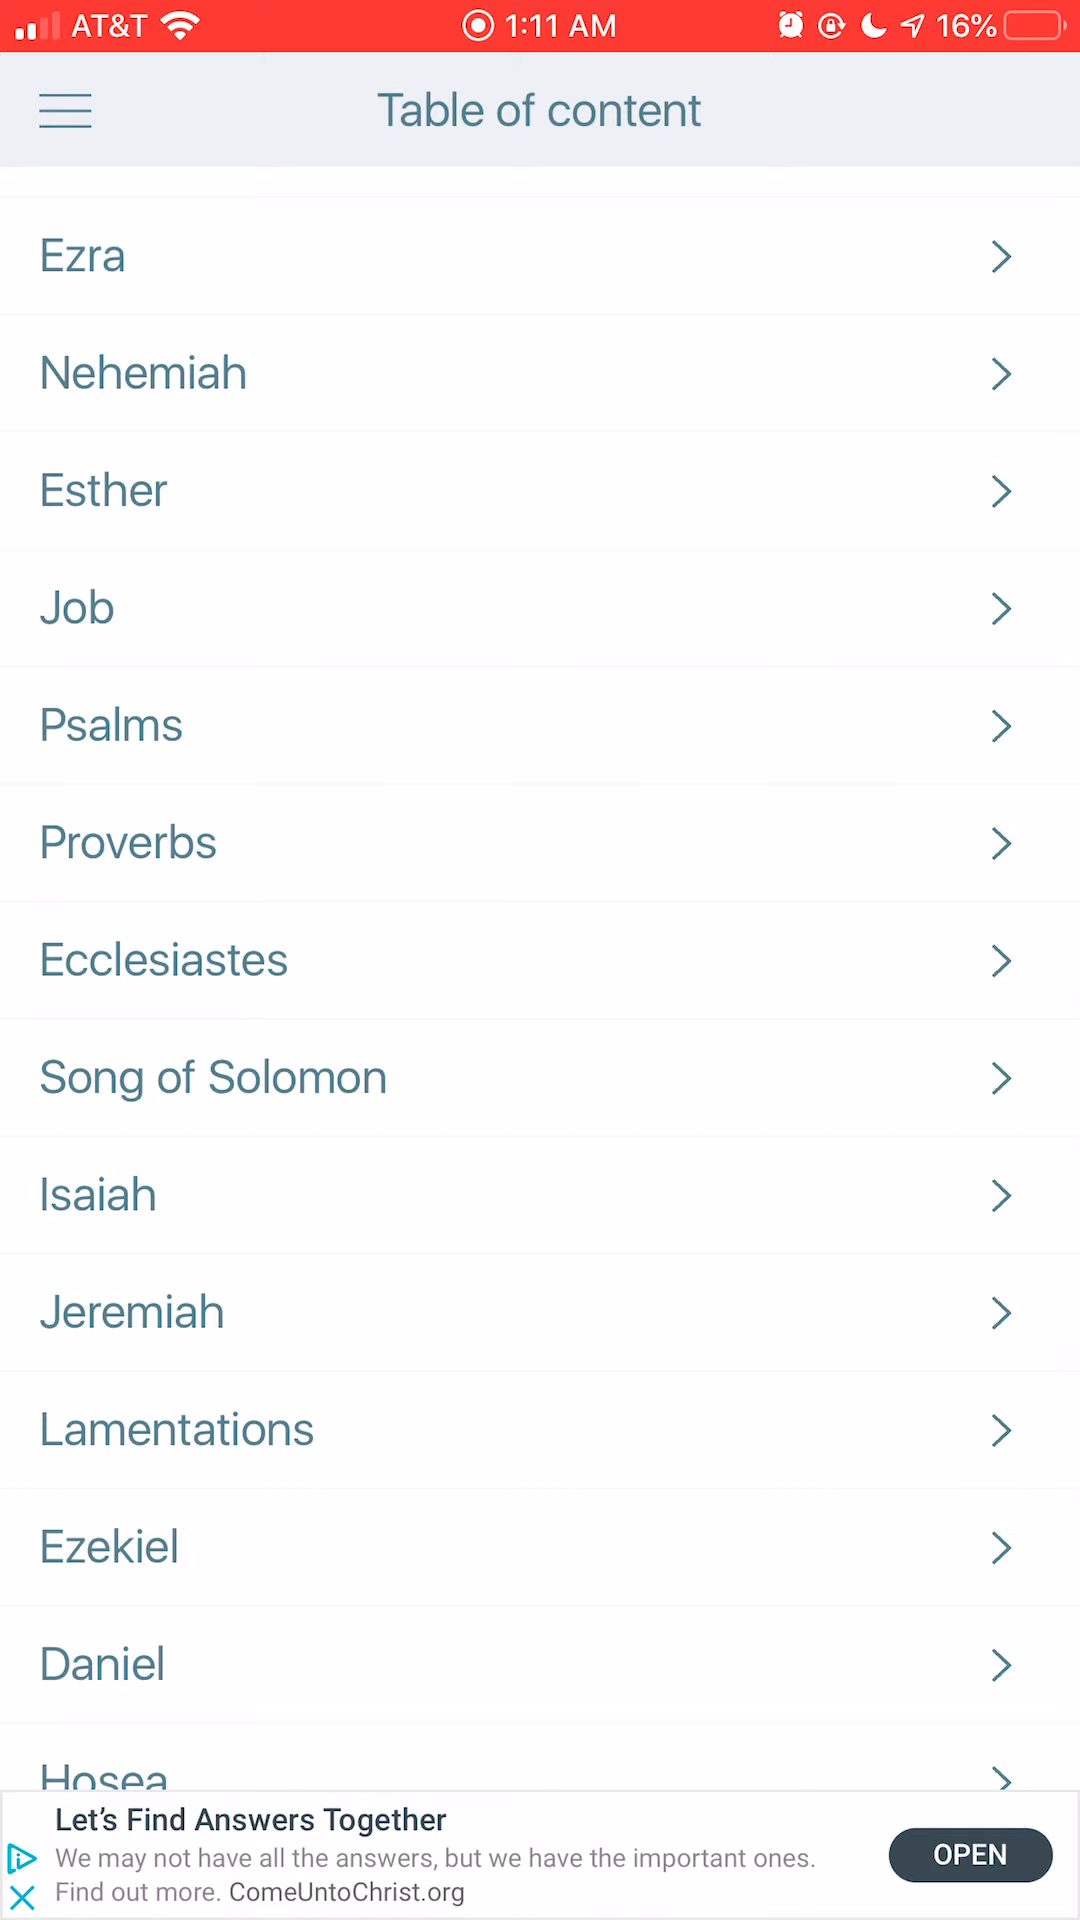 AT&T 1:11 AM 16%
Table of content
Ezra
Nehemiah
Esther
Job
Psalms
Proverbs
Ecclesiastes
Song of Solomon
Isaiah
Jeremiah
Lamentations
Ezekiel
Daniel
Hosea
Let's Find Answers Together
We may not have all the answers, but we have the important ones.
Find out more. ComeUntoChrist.org
OPEN